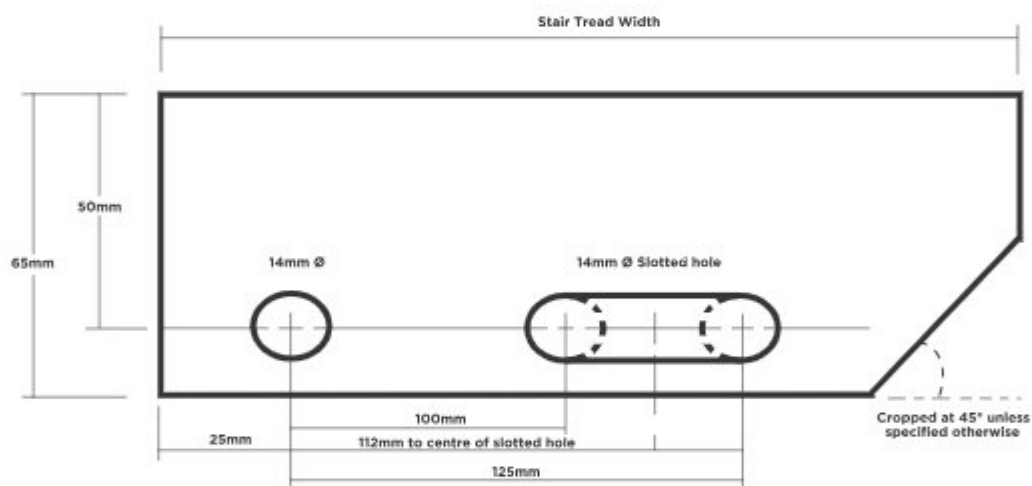 Stair Tread Width
50mm
65mm
14mm Ø
14mm Ø Slotted hole
100mm
Cropped at 45° unless
specified otherwise
25mm
112mm to centre of slotted hole
125mm